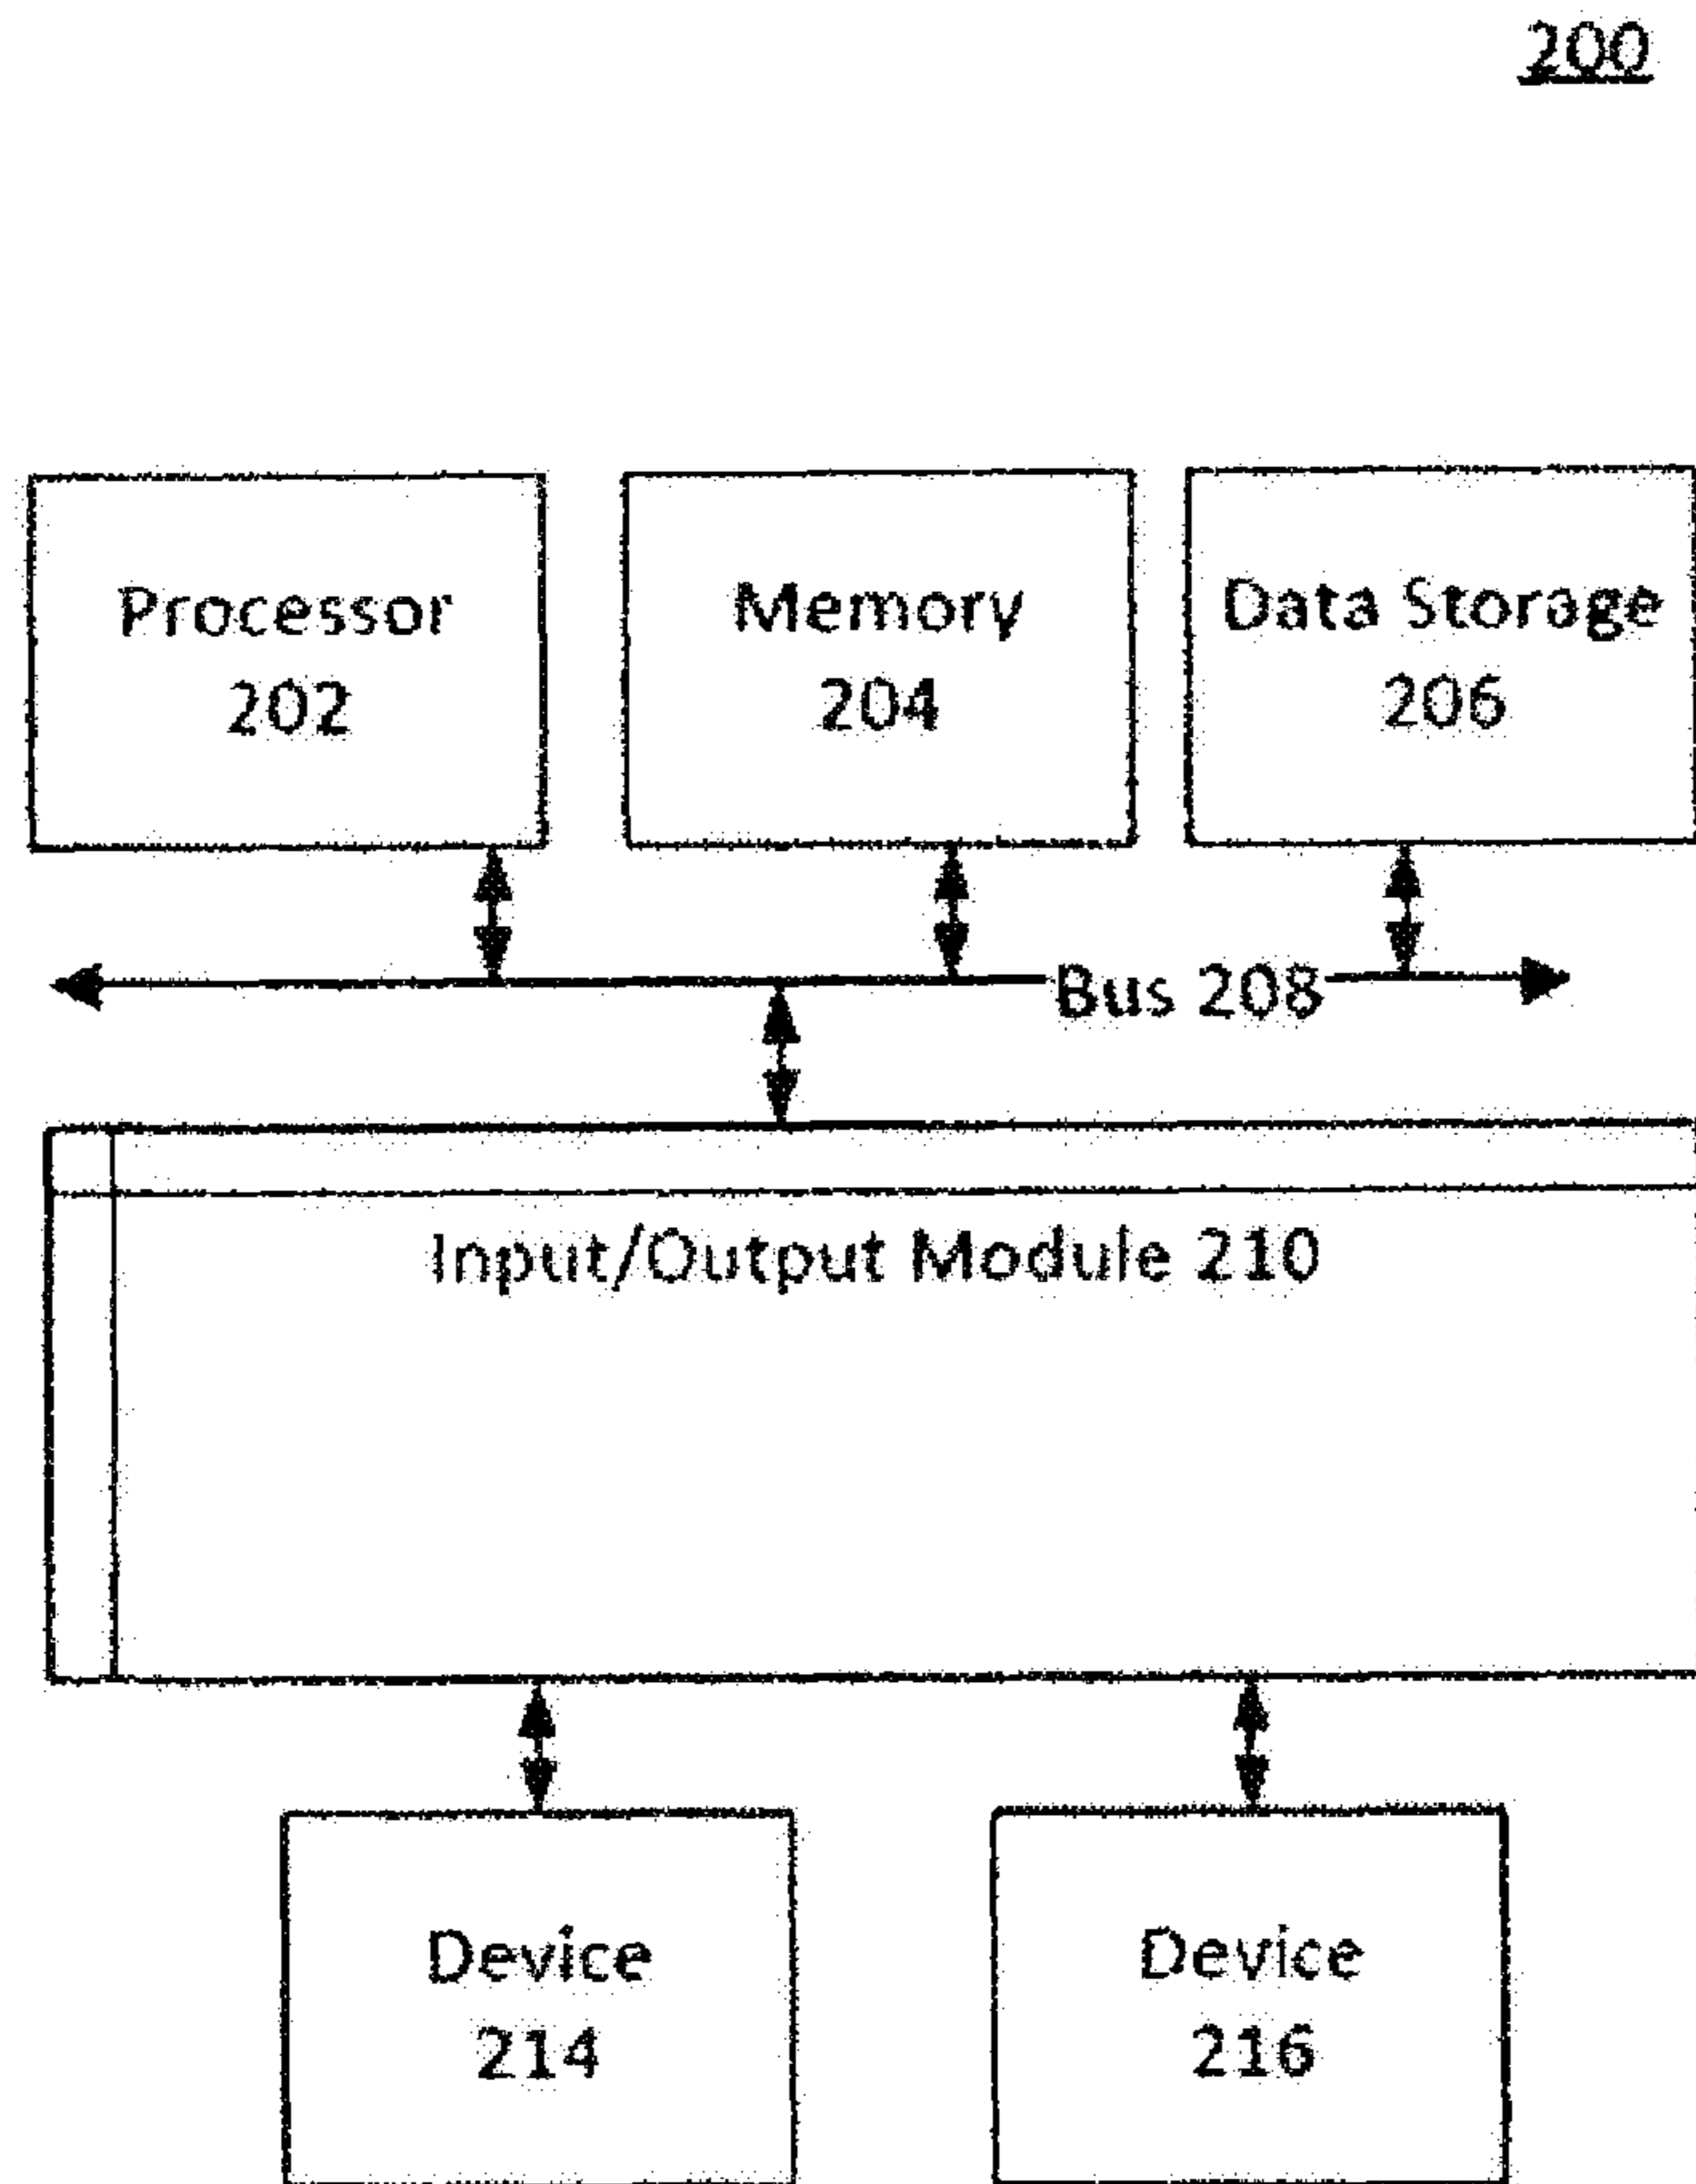 200
Processor
202
Memory
204
Data Storage
206
Bus 208
Input/Output Module 210
Device
214
Device
216